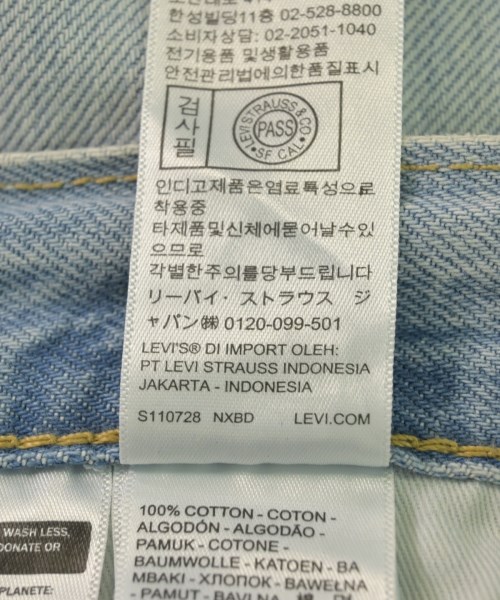 한성빌딩11층 02-528-8800
소비자상담: 02-2051-1040
전기용품 및생활용품
안전관리법에의한품질표시
검사필
LEVI STRAUSS & CO
PASS
SF CAL
인디고제품은염료특성으로
착용중
타제품및신체에묻어날수있
으므로
각별한주의를당부드립니다
リーバイ・ストラウス ジ
ャパン㈱ 0120-099-501
LEVI'S® DI IMPORT OLEH:
PT LEVI STRAUSS INDONESIA
JAKARTA - INDONESIA
S110728 NXBD LEVI.COM
WASH LESS,
DONATE OR
PLANETE:
100% COTTON - COTON -
ALGODÓN - ALGODÃO -
PAMUK - COTONE -
BAUMWOLLE - KATOEN - BA
MBAKI - ХЛОПОК - BAWEŁNA
- PAMUT - BAVLNA